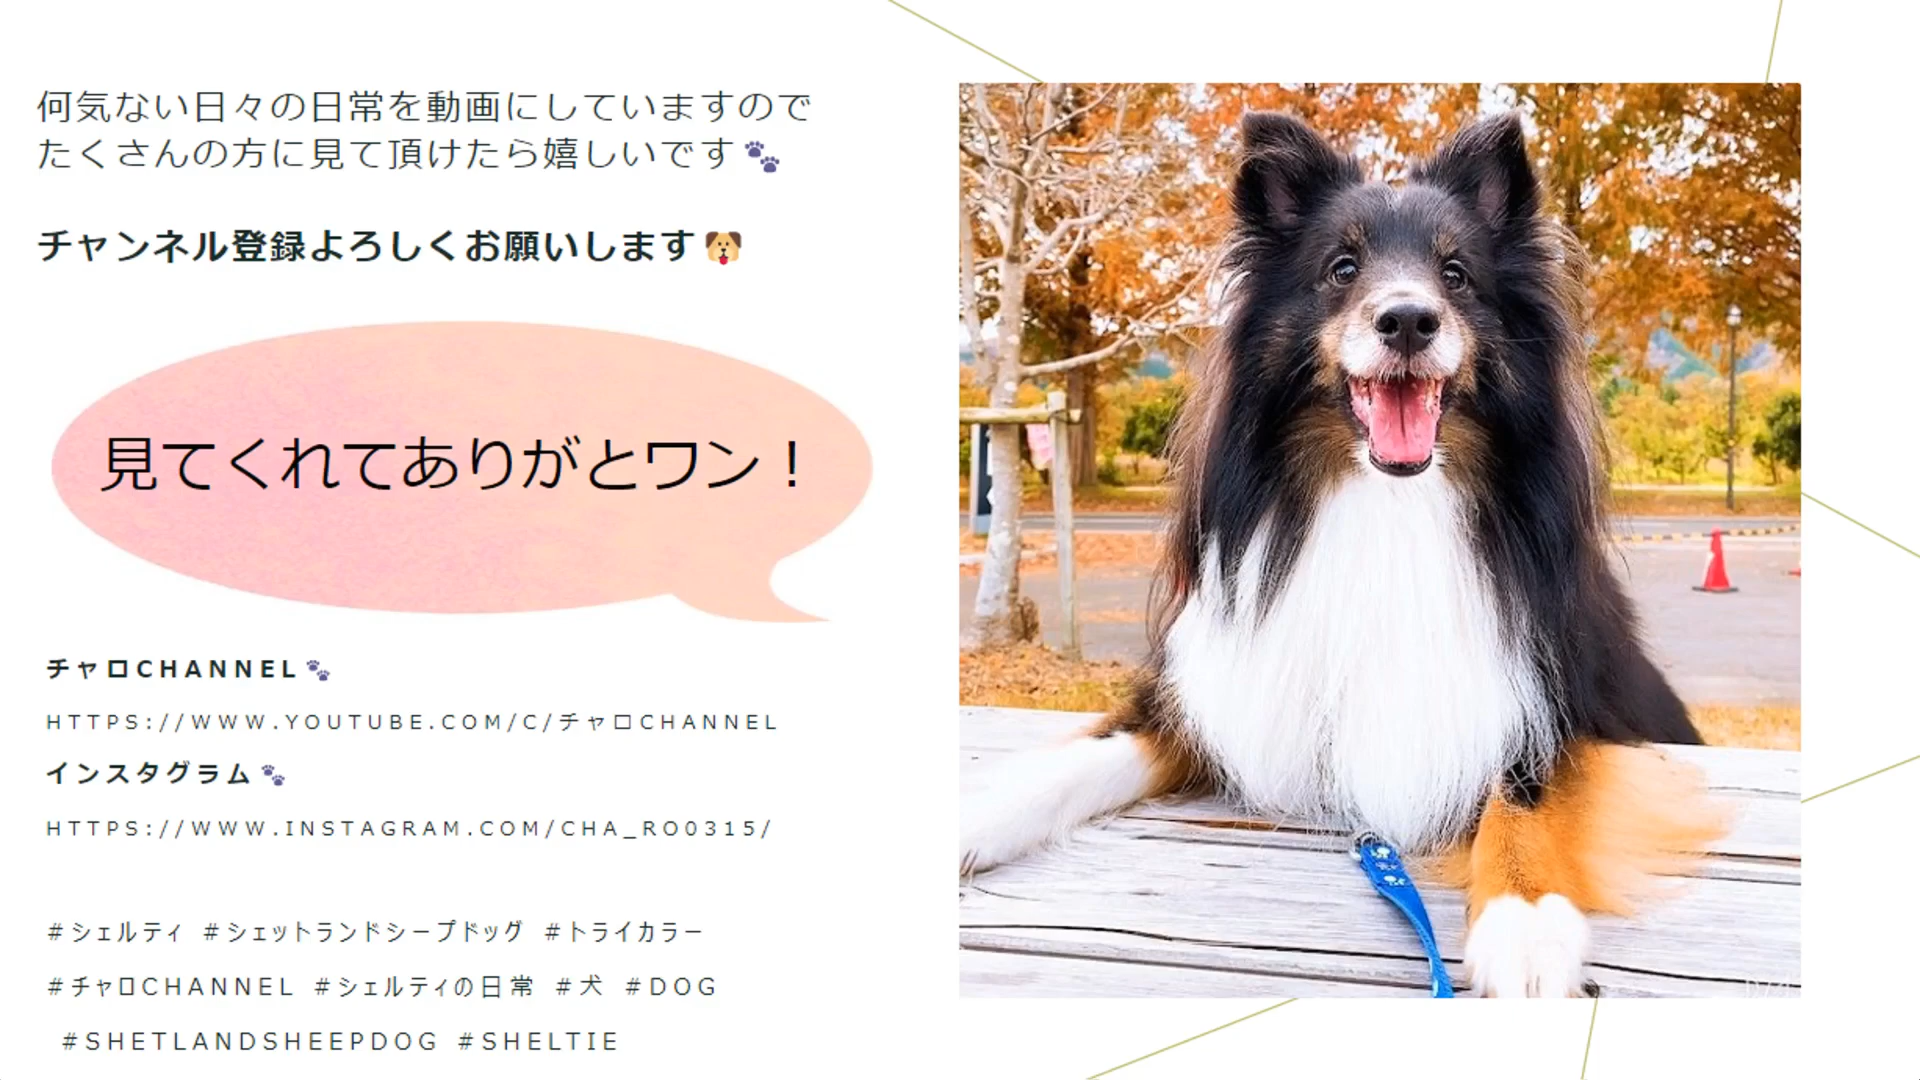 何気ない日々の日常を動画にしていますので
たくさんの方に見て頂けたら嬉しいです🐾
チャンネル登録よろしくお願いします🐶
見てくれてありがとワン！
チャロCHANNEL🐾
HTTPS://WWW.YOUTUBE.COM/C/チャロCHANNEL
インスタグラム🐾
HTTPS://WWW.INSTAGRAM.COM/CHA_RO0315/
#シェルティ #シェットランドシープドッグ #トライカラー
#チャロCHANNEL #シェルティの日常 #犬 #DOG
#SHETLANDSHEEPDOG #SHELTIE